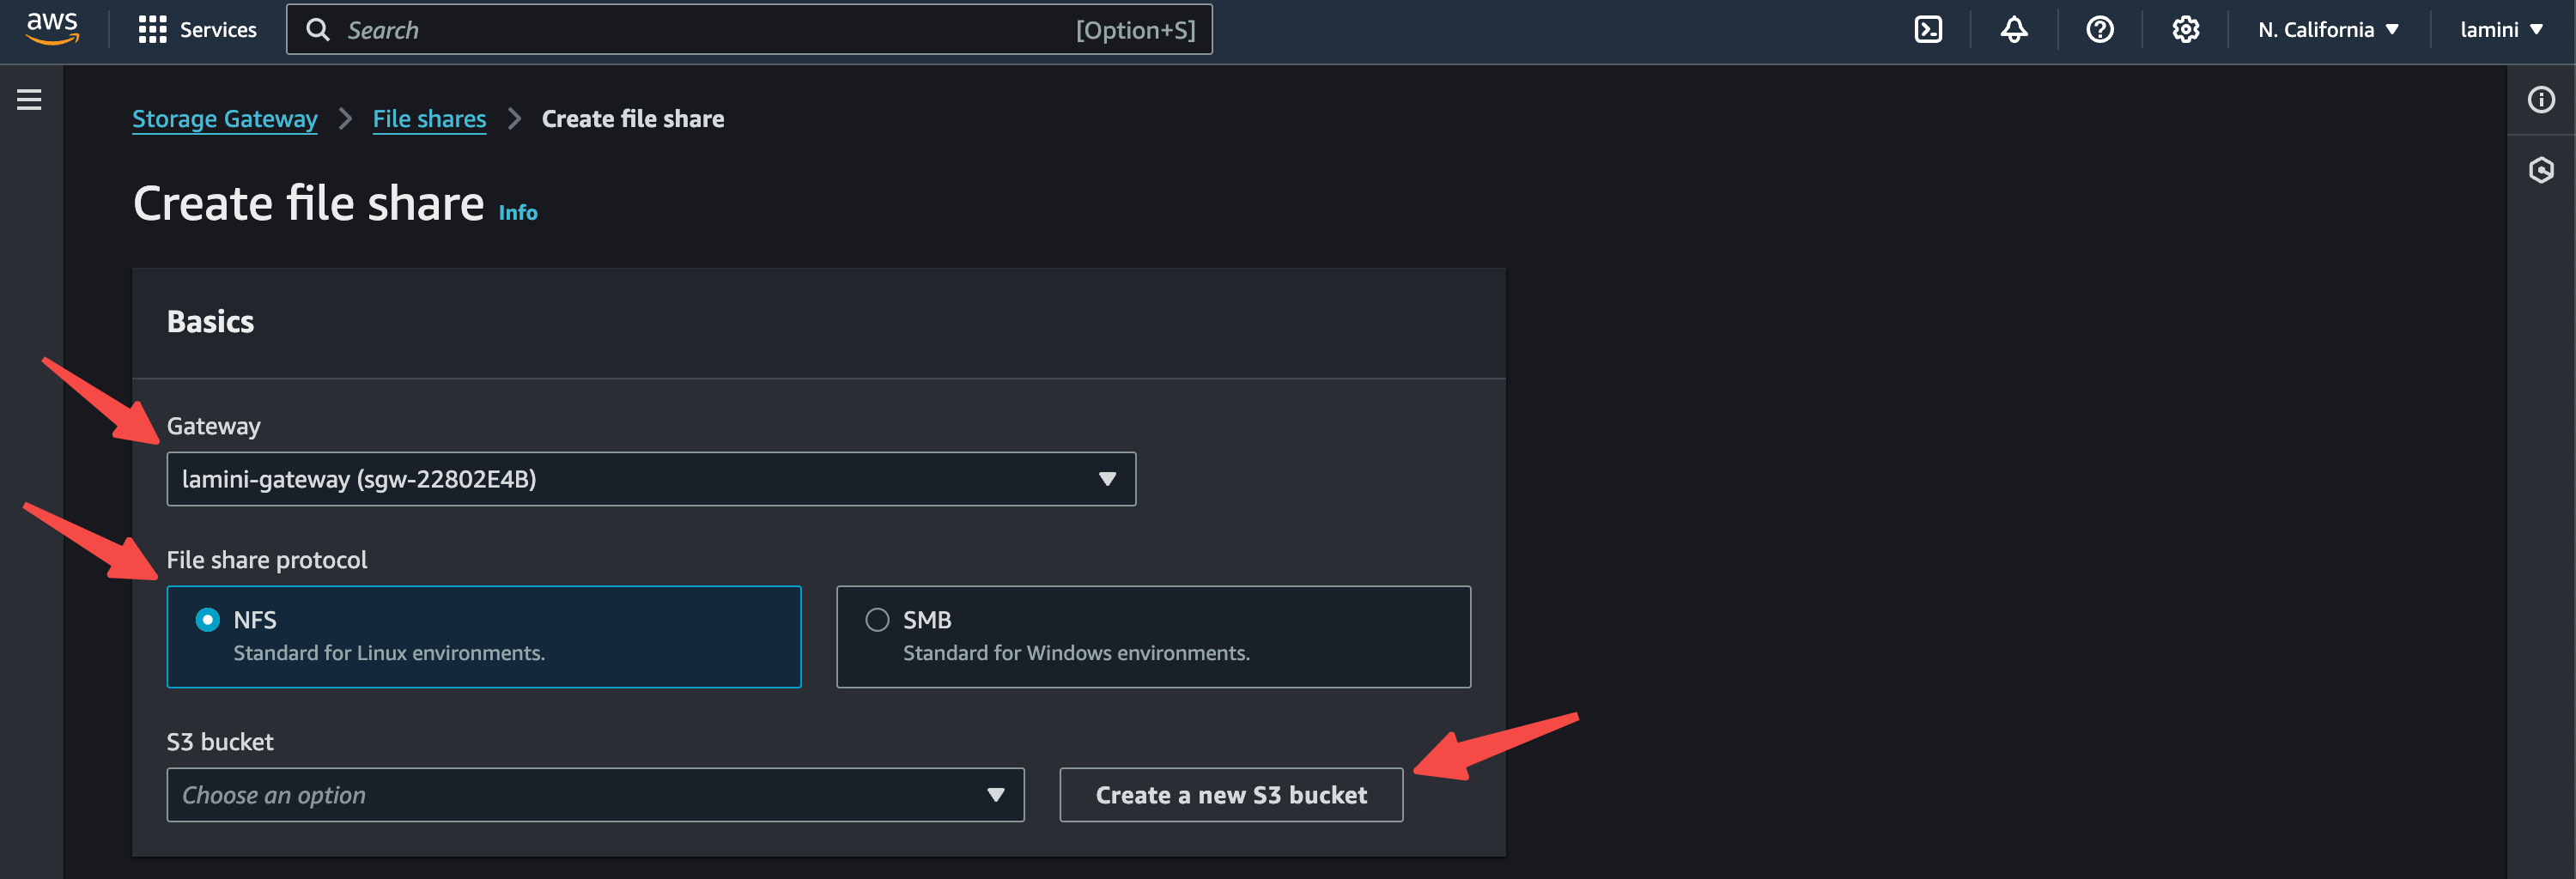 aws Services Search [Option+S] N. California lamini
Storage Gateway File shares Create file share
Create file share Info
Basics
Gateway
lamini-gateway (sgw-22802E4B)
File share protocol
NFS
Standard for Linux environments.
SMB
Standard for Windows environments.
S3 bucket
Choose an option
Create a new S3 bucket